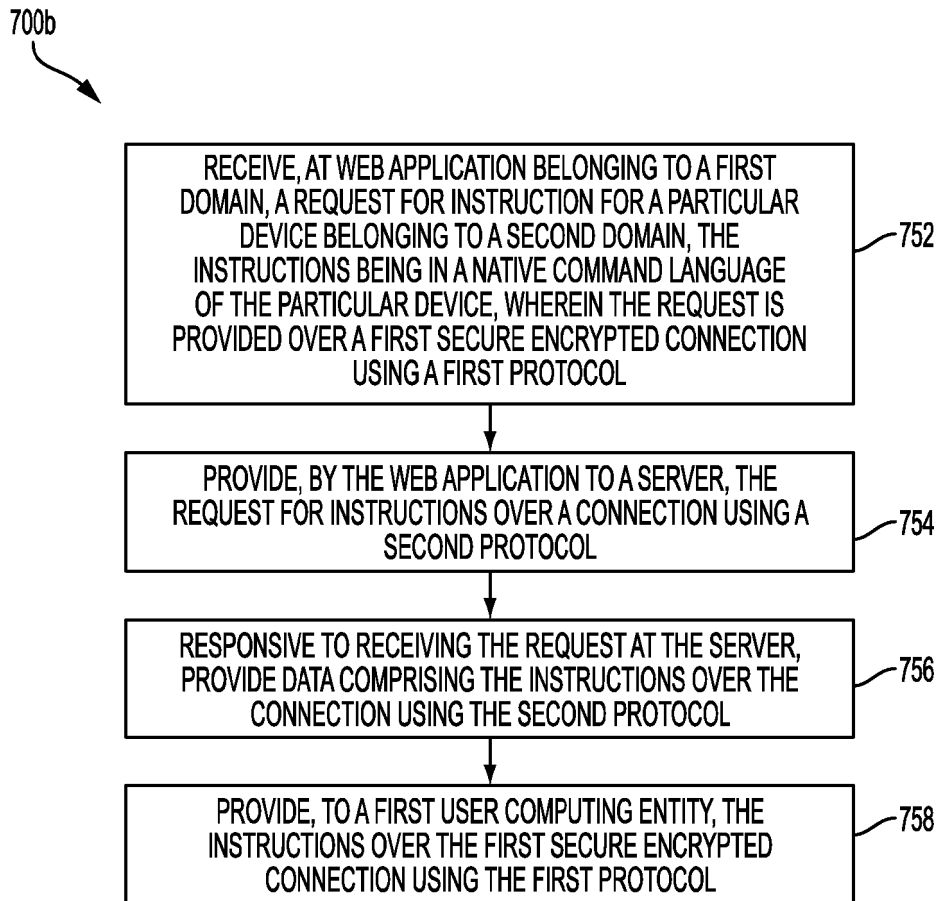 700b
RECEIVE, AT WEB APPLICATION BELONGING TO A FIRST
DOMAIN, A REQUEST FOR INSTRUCTION FOR A PARTICULAR
DEVICE BELONGING TO A SECOND DOMAIN, THE
INSTRUCTIONS BEING IN A NATIVE COMMAND LANGUAGE
OF THE PARTICULAR DEVICE, WHEREIN THE REQUEST IS
PROVIDED OVER A FIRST SECURE ENCRYPTED CONNECTION
USING A FIRST PROTOCOL
752
PROVIDE, BY THE WEB APPLICATION TO A SERVER, THE
REQUEST FOR INSTRUCTIONS OVER A CONNECTION USING A
SECOND PROTOCOL
754
RESPONSIVE TO RECEIVING THE REQUEST AT THE SERVER,
PROVIDE DATA COMPRISING THE INSTRUCTIONS OVER THE
CONNECTION USING THE SECOND PROTOCOL
756
PROVIDE, TO A FIRST USER COMPUTING ENTITY, THE
INSTRUCTIONS OVER THE FIRST SECURE ENCRYPTED
CONNECTION USING THE FIRST PROTOCOL
758